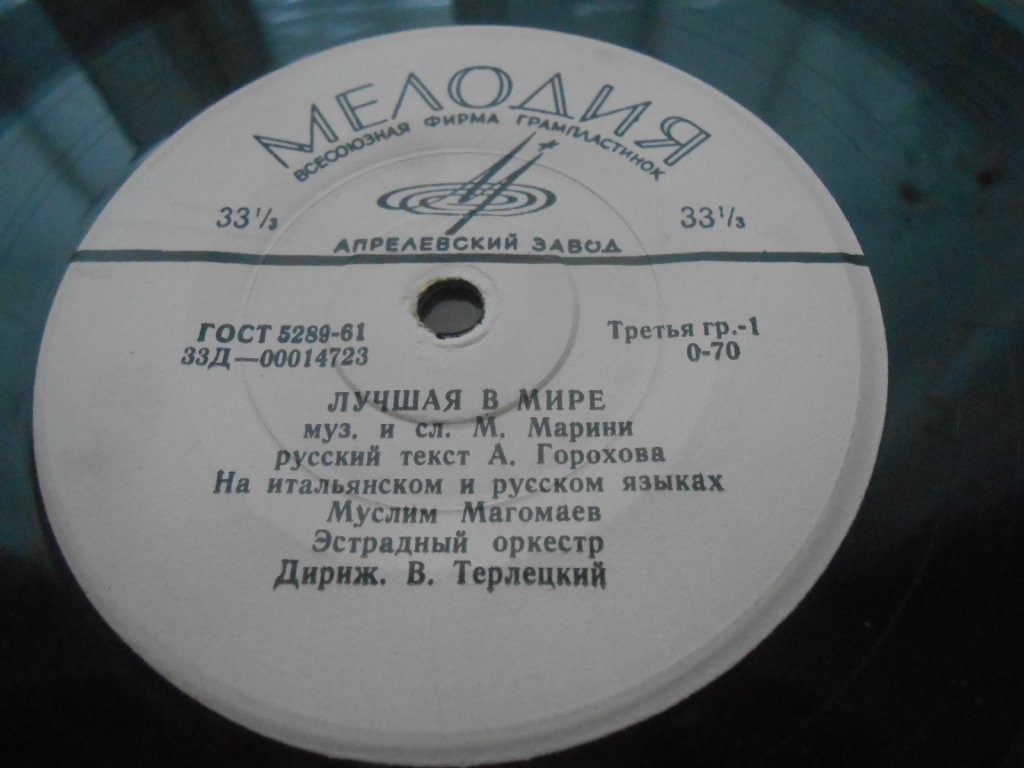 МЕЛОДИЯ
ВСЕСОЮЗНАЯ ФИРМА ГРАМПЛАСТИНОК
33⅓ 33⅓
АПРЕЛЕВСКИЙ ЗАВОД
ГОСТ 5289-61 Третья гр.-1
33Д—00014723 0-70
ЛУЧШАЯ В МИРЕ
муз. и сл. М. Марини
русский текст А. Горохова
На итальянском и русском языках
Муслим Магомаев
Эстрадный оркестр
Дириж. В. Терлецкий